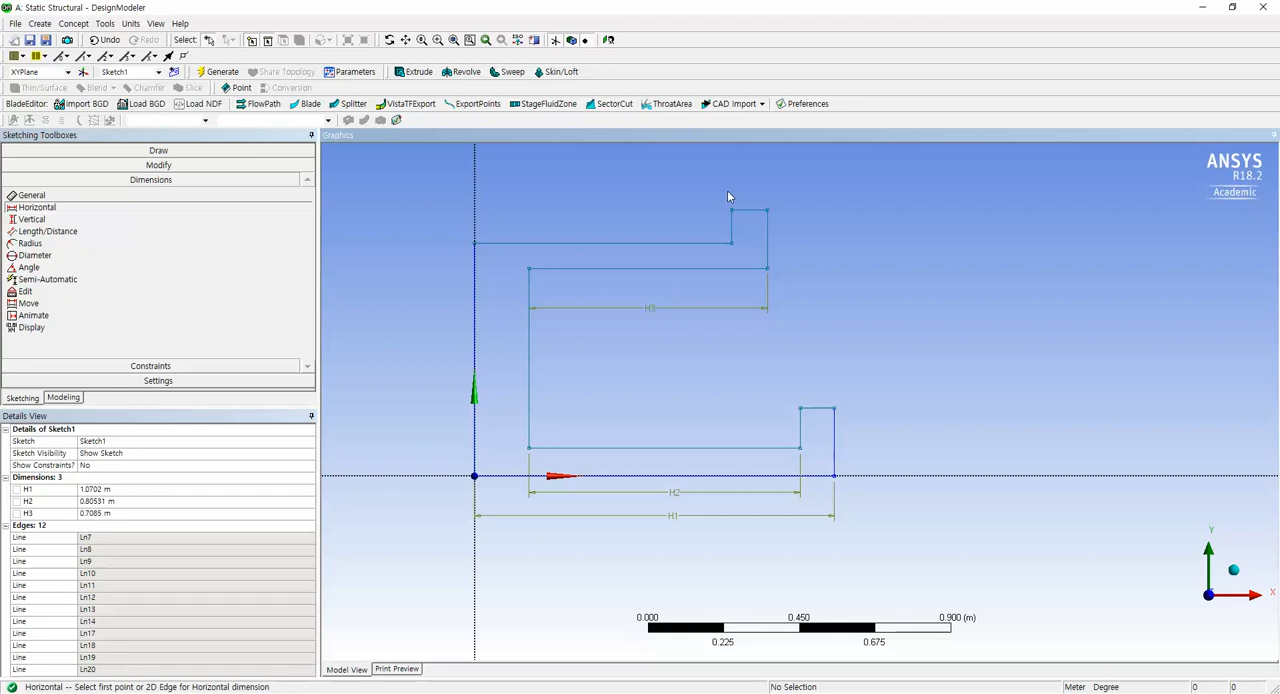 A: Static Structural - DesignModeler
File Create Concept Tools Units View Help
Undo Redo Select:
XYPlane Sketch1 Generate Share Topology Parameters Extrude Revolve Sweep Skin/Loft
Thin/Surface Blend Chamfer Slice Point Conversion
BladeEditor: Import BGD Load BGD Load NDF FlowPath Blade Splitter VistaTFExport ExportPoints StageFluidZone SectorCut ThroatArea CAD Import Preferences
Sketching Toolboxes
Draw
Modify
Dimensions
General
Horizontal
Vertical
Length/Distance
Radius
Diameter
Angle
Semi-Automatic
Edit
Move
Animate
Display
Constraints
Settings
Sketching Modeling
Details View
Details of Sketch1
Sketch Sketch1
Sketch Visibility Show Sketch
Show Constraints? No
Dimensions: 3
H1 1.0702 m
H2 0.80531 m
H3 0.7085 m
Edges: 12
Line Ln7
Line Ln8
Line Ln9
Line Ln10
Line Ln11
Line Ln12
Line Ln13
Line Ln14
Line Ln17
Line Ln18
Line Ln19
Line Ln20
Graphics
ANSYS
R18.2
Academic
H3
H2
H1
Y
X
0.000 0.450 0.900 (m)
0.225 0.675
Model View Print Preview
Horizontal -- Select first point or 2D Edge for Horizontal dimension No Selection Meter Degree 0 0